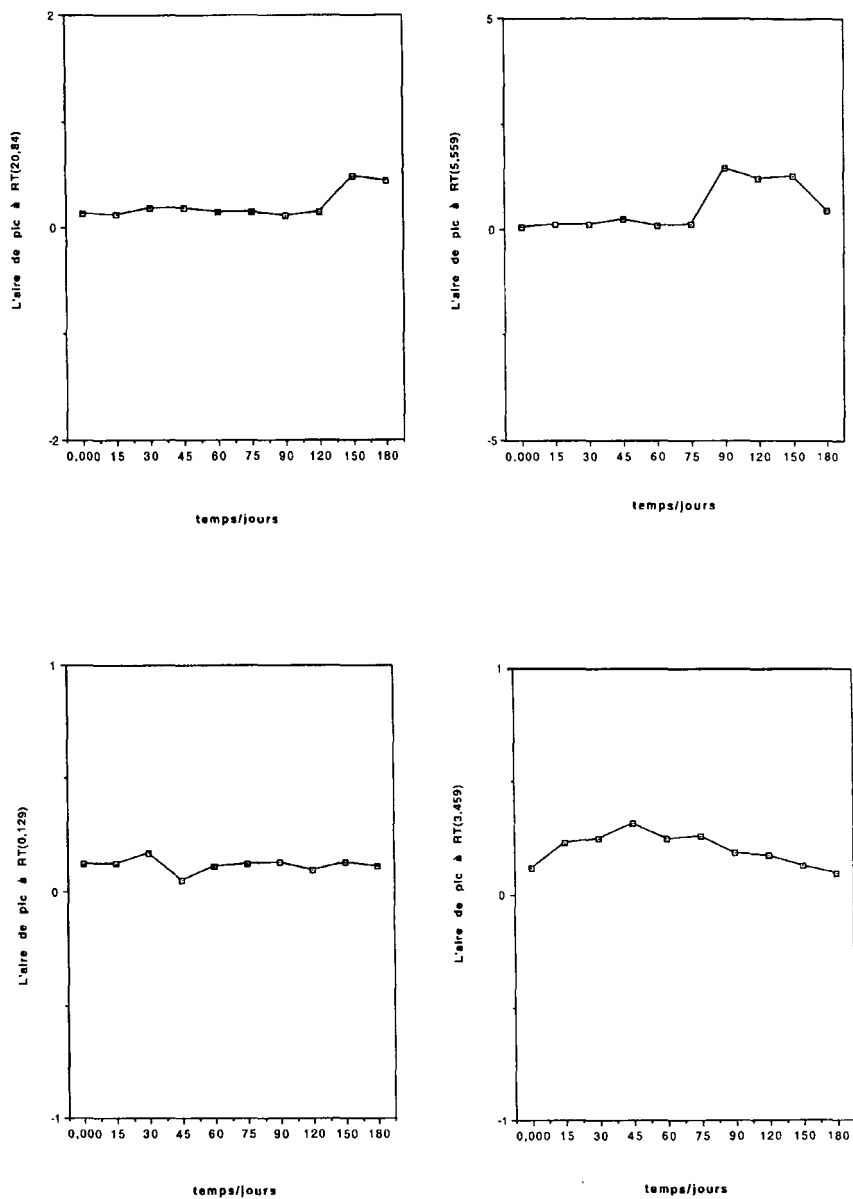 2
L'aire de pic à RT(20,84)
0
-2
0.000 15 30 45 60 75 90 120 150 180
temps/jours
5
L'aire de pic à RT(5,559)
0
-5
0.000 15 30 45 60 75 90 120 150 180
temps/jours
1
L'aire de pic à RT(0,129)
0
-1
0,000 15 30 45 60 75 90 120 150 180
temps/jours
1
L'aire de pic à RT(3,459)
0
-1
0,000 15 30 45 60 75 90 120 150 180
temps/jours